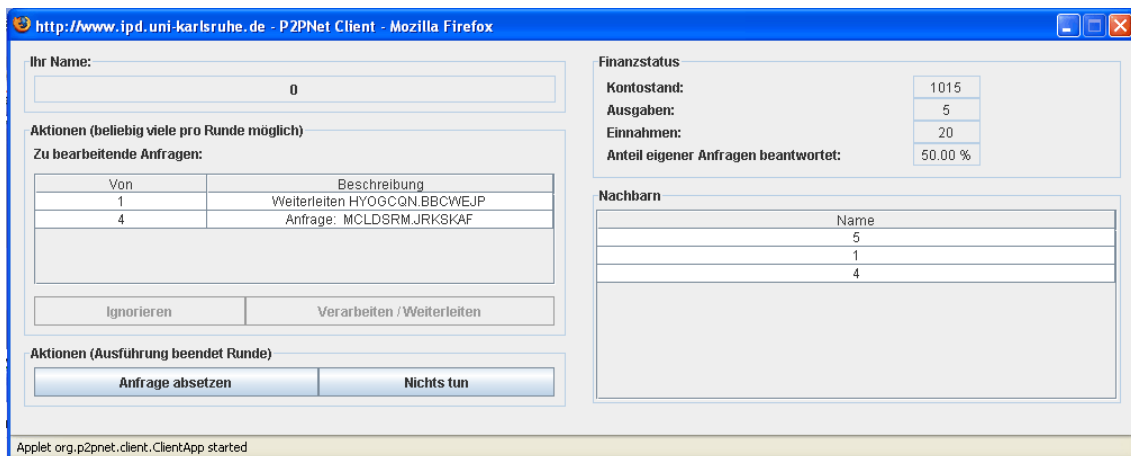 http://www.ipd.uni-karlsruhe.de - P2PNet Client - Mozilla Firefox
Ihr Name:
0
Aktionen (beliebig viele pro Runde möglich)
Zu bearbeitende Anfragen:
Von Beschreibung
1 Weiterleiten HYOGCQN.BBCWEJP
4 Anfrage: MCLDSRM.JRKSKAF
Ignorieren Verarbeiten / Weiterleiten
Aktionen (Ausführung beendet Runde)
Anfrage absetzen Nichts tun
Finanzstatus
Kontostand: 1015
Ausgaben: 5
Einnahmen: 20
Anteil eigener Anfragen beantwortet: 50.00 %
Nachbarn
Name
5
1
4
Applet org.p2pnet.client.ClientApp started